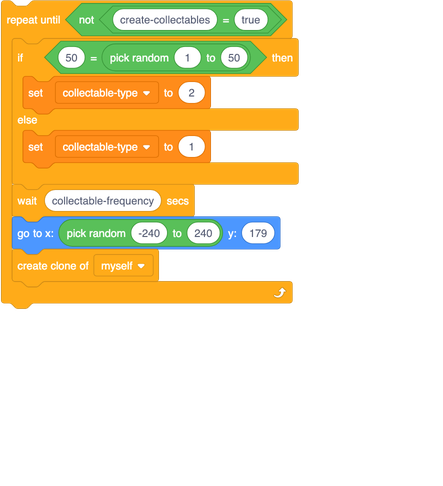 repeat until not create-collectables = true
if 50 = pick random 1 to 50 then
set collectable-type to 2
else
set collectable-type to 1
wait collectable-frequency secs
go to x: pick random -240 to 240 y: 179
create clone of myself